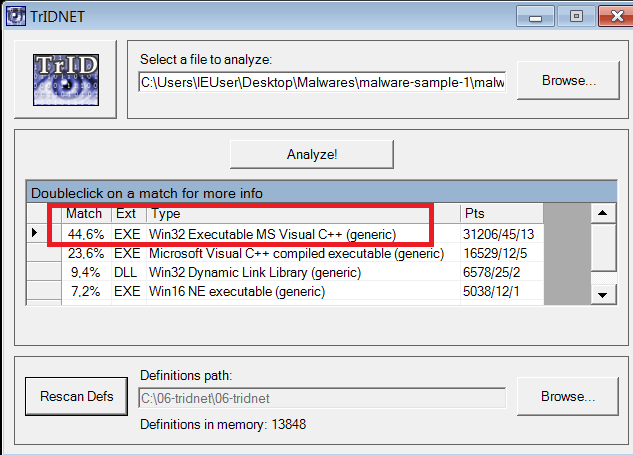 TrIDNET
TrID
Select a file to analyze:
C:\Users\IEUser\Desktop\Malwares\malware-sample-1\malw
Browse...
Analyze!
Doubleclick on a match for more info
Match Ext Type Pts
44,6% EXE Win32 Executable MS Visual C++ (generic) 31206/45/13
23,6% EXE Microsoft Visual C++ compiled executable (generic) 16529/12/5
9,4% DLL Win32 Dynamic Link Library (generic) 6578/25/2
7,2% EXE Win16 NE executable (generic) 5038/12/1
Rescan Defs
Definitions path:
C:\06-tridnet\06-tridnet
Browse...
Definitions in memory: 13848